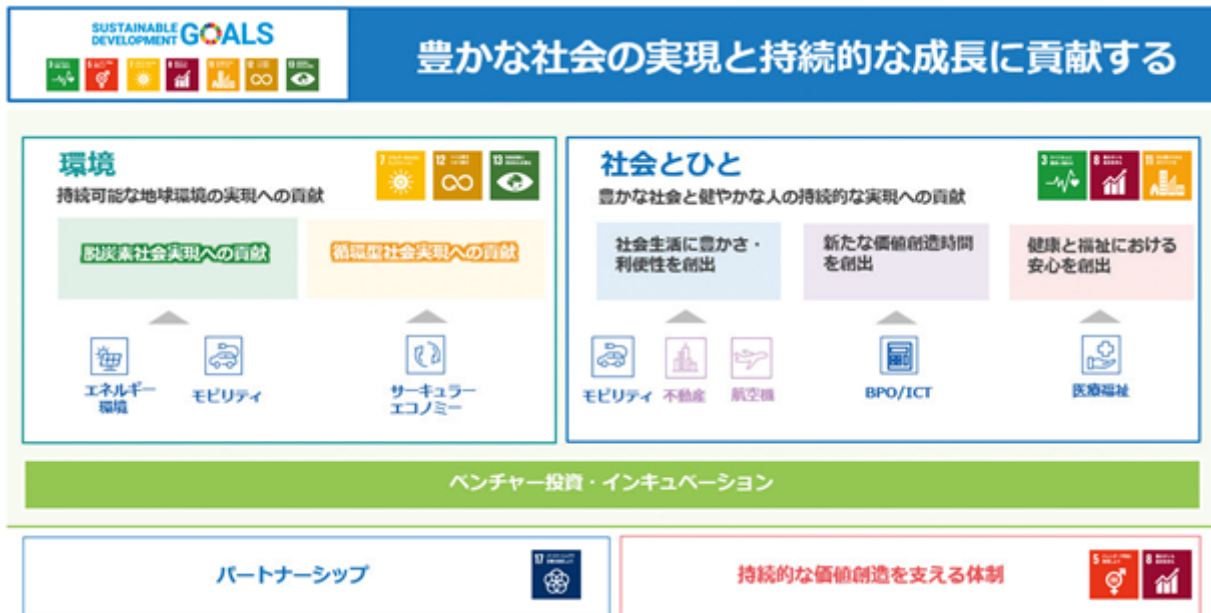 SUSTAINABLE
DEVELOPMENT GOALS
豊かな社会の実現と持続的な成長に貢献する
環境
7
12
13
持続可能な地球環境の実現への貢献
脱炭素社会実現への貢献
循環型社会実現への貢献
エネルギー
環境
モビリティ
サーキュラー
エコノミー
社会とひと
3
8
11
豊かな社会と健やかな人の持続的な実現への貢献
社会生活に豊かさ・
利便性を創出
新たな価値創造時間
を創出
健康と福祉における
安心を創出
モビリティ
不動産
航空機
BPO/ICT
医療福祉
ベンチャー投資・インキュベーション
パートナーシップ
17
持続的な価値創造を支える体制
5
8